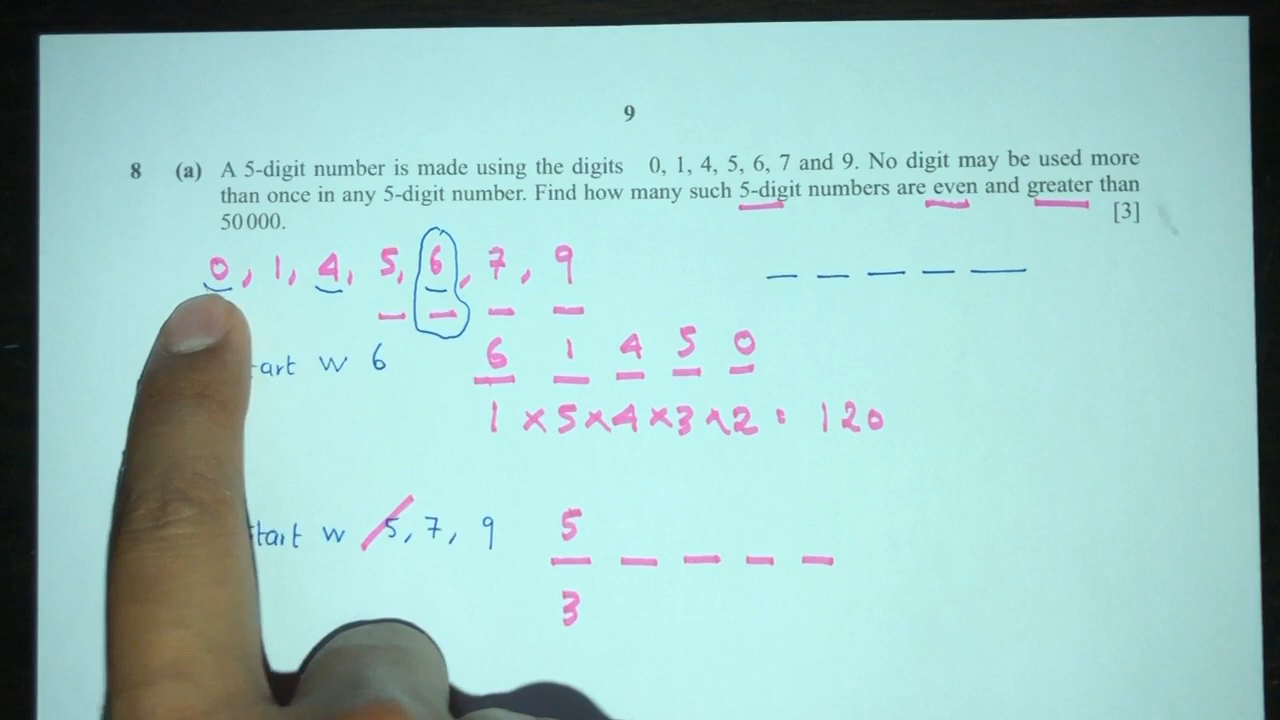 9
8 (a) A 5-digit number is made using the digits 0, 1, 4, 5, 6, 7 and 9. No digit may be used more
than once in any 5-digit number. Find how many such 5-digit numbers are even and greater than
50 000. [3]
0, 1, 4, 5, 6, 7, 9
art w 6 6 1 4 5 0
1 × 5 × 4 × 3 × 2 : 120
tart w 5, 7, 9 5
3